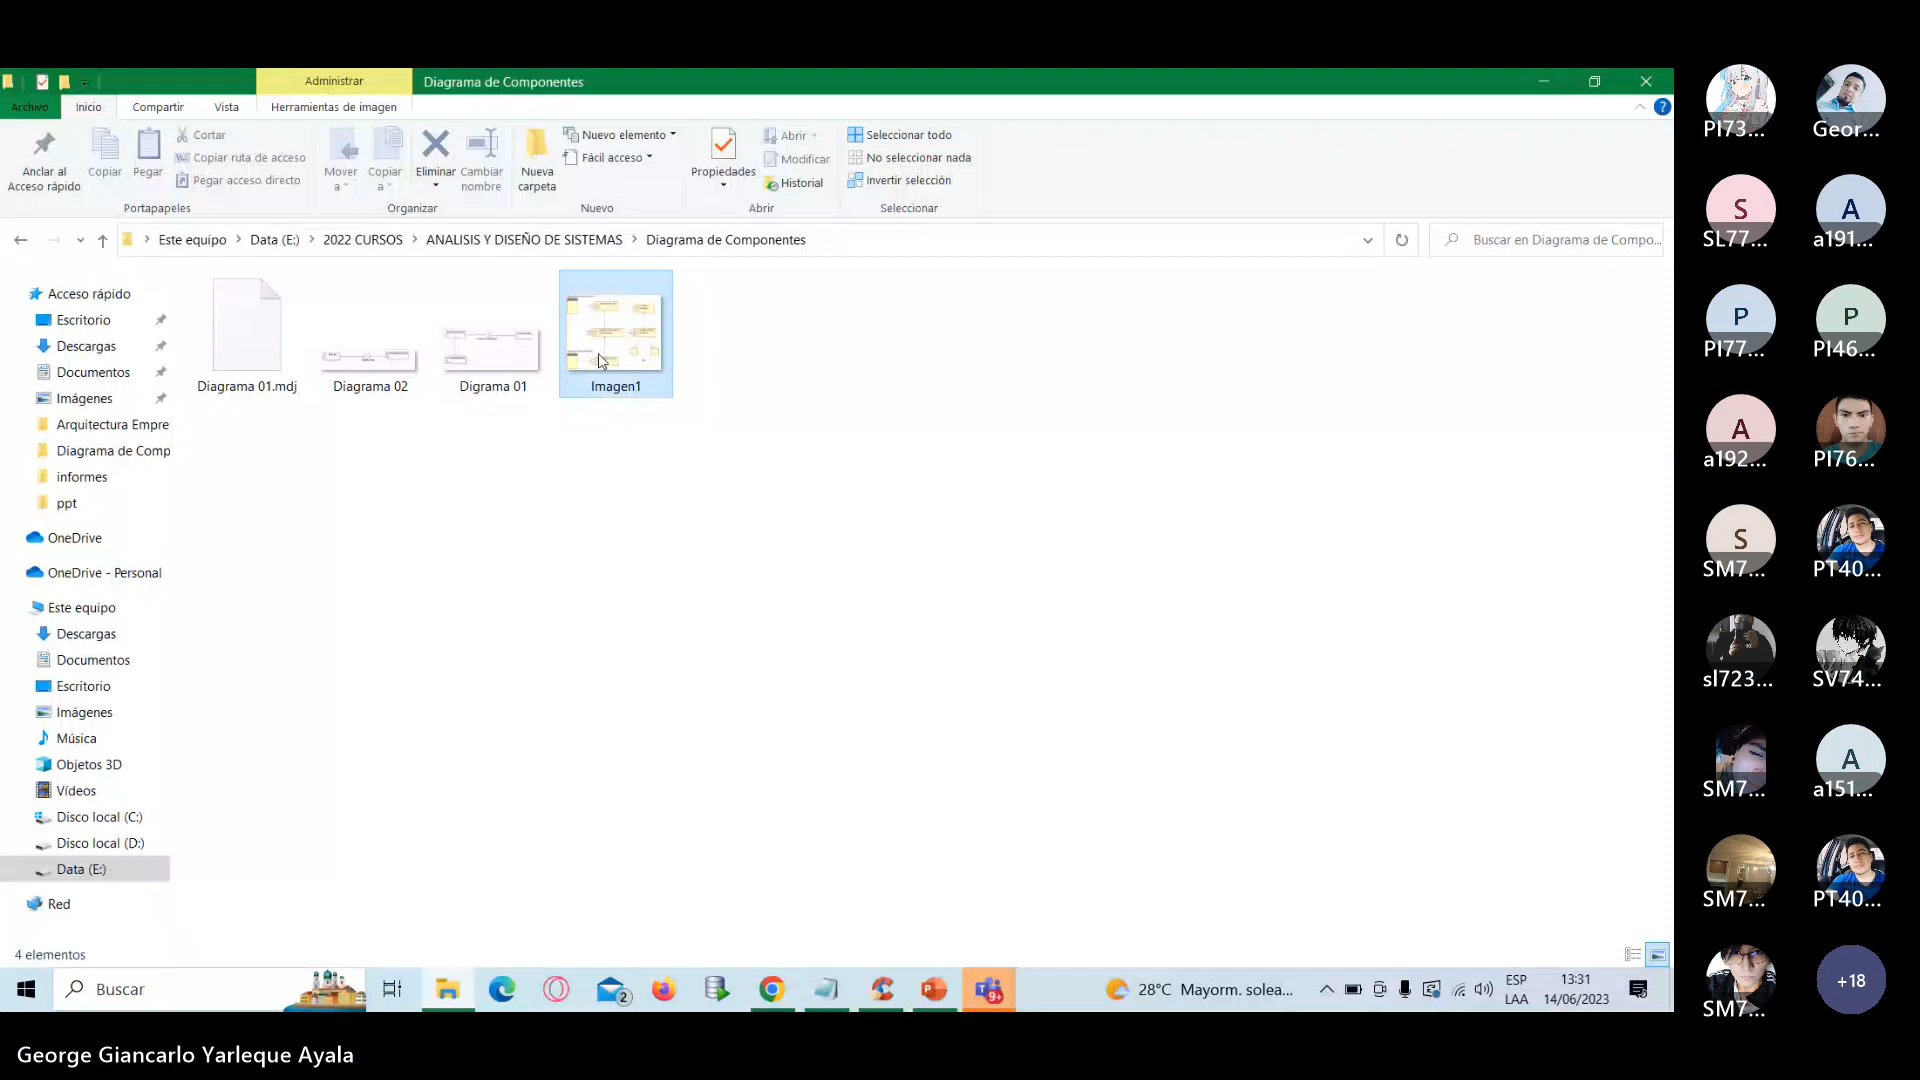 Administrar
Diagrama de Componentes
Archivo
Inicio
Compartir
Vista
Herramientas de imagen
Anclar al
Acceso rápido
Copiar
Pegar
Cortar
Copiar ruta de acceso
Pegar acceso directo
Portapapeles
Mover
a
Copiar
a
Eliminar
Cambiar
nombre
Organizar
Nueva
carpeta
Nuevo elemento
Fácil acceso
Nuevo
Propiedades
Abrir
Modificar
Historial
Abrir
Seleccionar todo
No seleccionar nada
Invertir selección
Seleccionar
Este equipo > Data (E:) > 2022 CURSOS > ANALISIS Y DISEÑO DE SISTEMAS > Diagrama de Componentes
Buscar en Diagrama de Compo...
Acceso rápido
Escritorio
Descargas
Documentos
Imágenes
Arquitectura Empre
Diagrama de Comp
informes
ppt
OneDrive
OneDrive - Personal
Este equipo
Descargas
Documentos
Escritorio
Imágenes
Música
Objetos 3D
Vídeos
Disco local (C:)
Disco local (D:)
Data (E:)
Red
Diagrama 01.mdj
Diagrama 02
Digrama 01
Imagen1
4 elementos
Buscar
2
9+
28°C Mayorm. solea...
ESP
LAA
13:31
14/06/2023
PI73...
Geor...
S
SL77...
A
a191...
P
PI77...
P
PI46...
A
a192...
PI76...
S
SM7...
PT40...
sl723...
SV74...
SM7...
A
a151...
SM7...
PT40...
SM7...
+18
George Giancarlo Yarleque Ayala